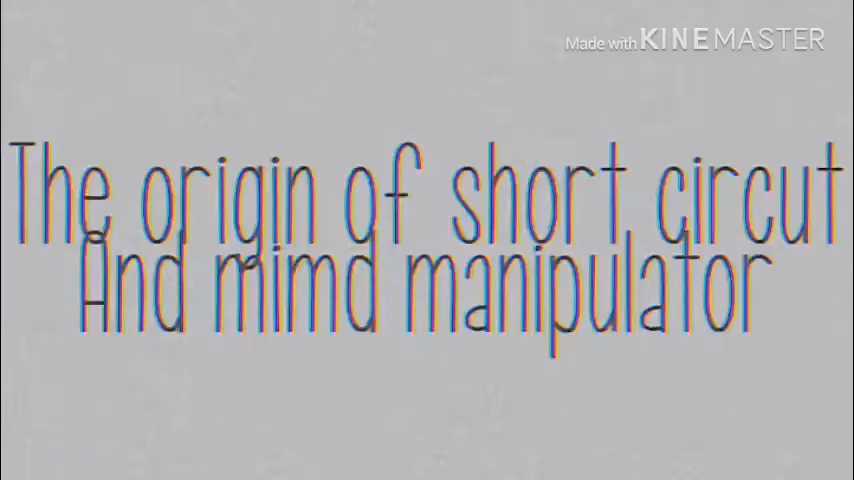 Made with KINEMASTER
The origin of short circut
And mimd manipulator